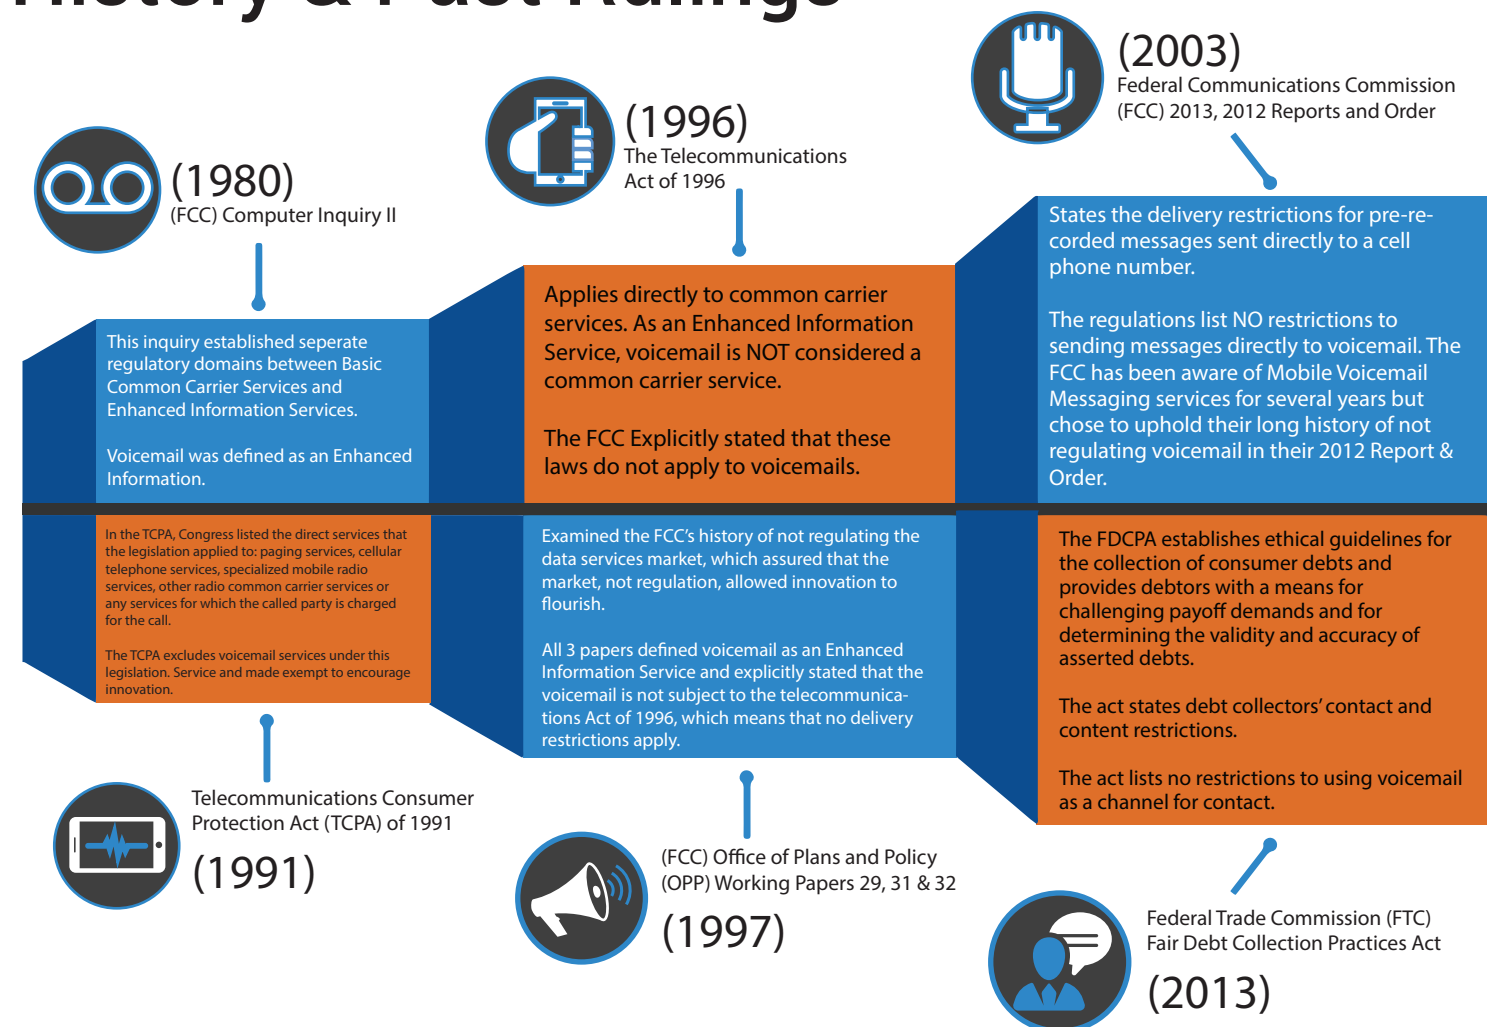 History & Past Rulings
(1980)
(FCC) Computer Inquiry II
This inquiry established seperate
regulatory domains between Basic
Common Carrier Services and
Enhanced Information Services.
Voicemail was defined as an Enhanced
Information.
(1996)
The Telecommunications
Act of 1996
Applies directly to common carrier
services. As an Enhanced Information
Service, voicemail is NOT considered a
common carrier service.
The FCC Explicitly stated that these
laws do not apply to voicemails.
(2003)
Federal Communications Commission
(FCC) 2013, 2012 Reports and Order
States the delivery restrictions for pre-re-
corded messages sent directly to a cell
phone number.
The regulations list NO restrictions to
sending messages directly to voicemail. The
FCC has been aware of Mobile Voicemail
Messaging services for several years but
chose to uphold their long history of not
regulating voicemail in their 2012 Report &
Order.
In the TCPA, Congress listed the direct services that
the legislation applied to: paging services, cellular
telephone services, specialized mobile radio
services, other radio common carrier services or
any services for which the called party is charged
for the call.
The TCPA excludes voicemail services under this
legislation. Service and made exempt to encourage
innovation.
Telecommunications Consumer
Protection Act (TCPA) of 1991
(1991)
Examined the FCC's history of not regulating the
data services market, which assured that the
market, not regulation, allowed innovation to
flourish.
All 3 papers defined voicemail as an Enhanced
Information Service and explicitly stated that the
voicemail is not subject to the telecommunica-
tions Act of 1996, which means that no delivery
restrictions apply.
(FCC) Office of Plans and Policy
(OPP) Working Papers 29, 31 & 32
(1997)
The FDCPA establishes ethical guidelines for
the collection of consumer debts and
provides debtors with a means for
challenging payoff demands and for
determining the validity and accuracy of
asserted debts.
The act states debt collectors' contact and
content restrictions.
The act lists no restrictions to using voicemail
as a channel for contact.
Federal Trade Commission (FTC)
Fair Debt Collection Practices Act
(2013)